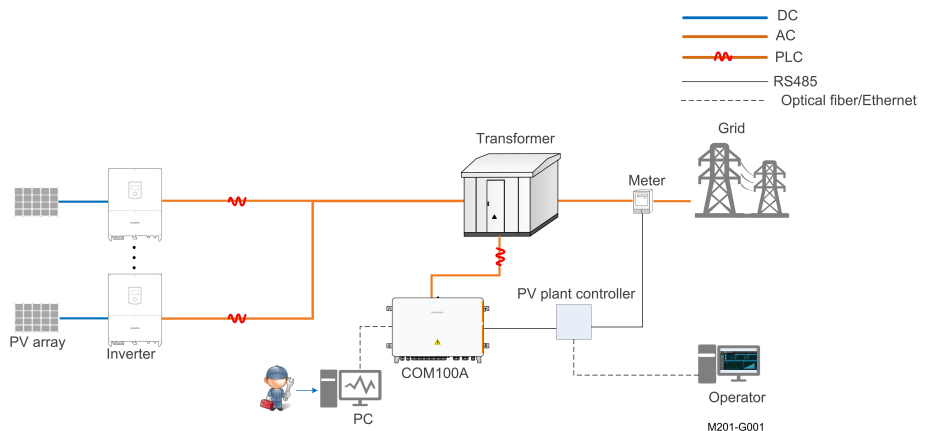 DC
AC
PLC
RS485
Optical fiber/Ethernet
Grid
Transformer
Meter
PV plant controller
PV array
Inverter
COM100A
PC
Operator
M201-G001